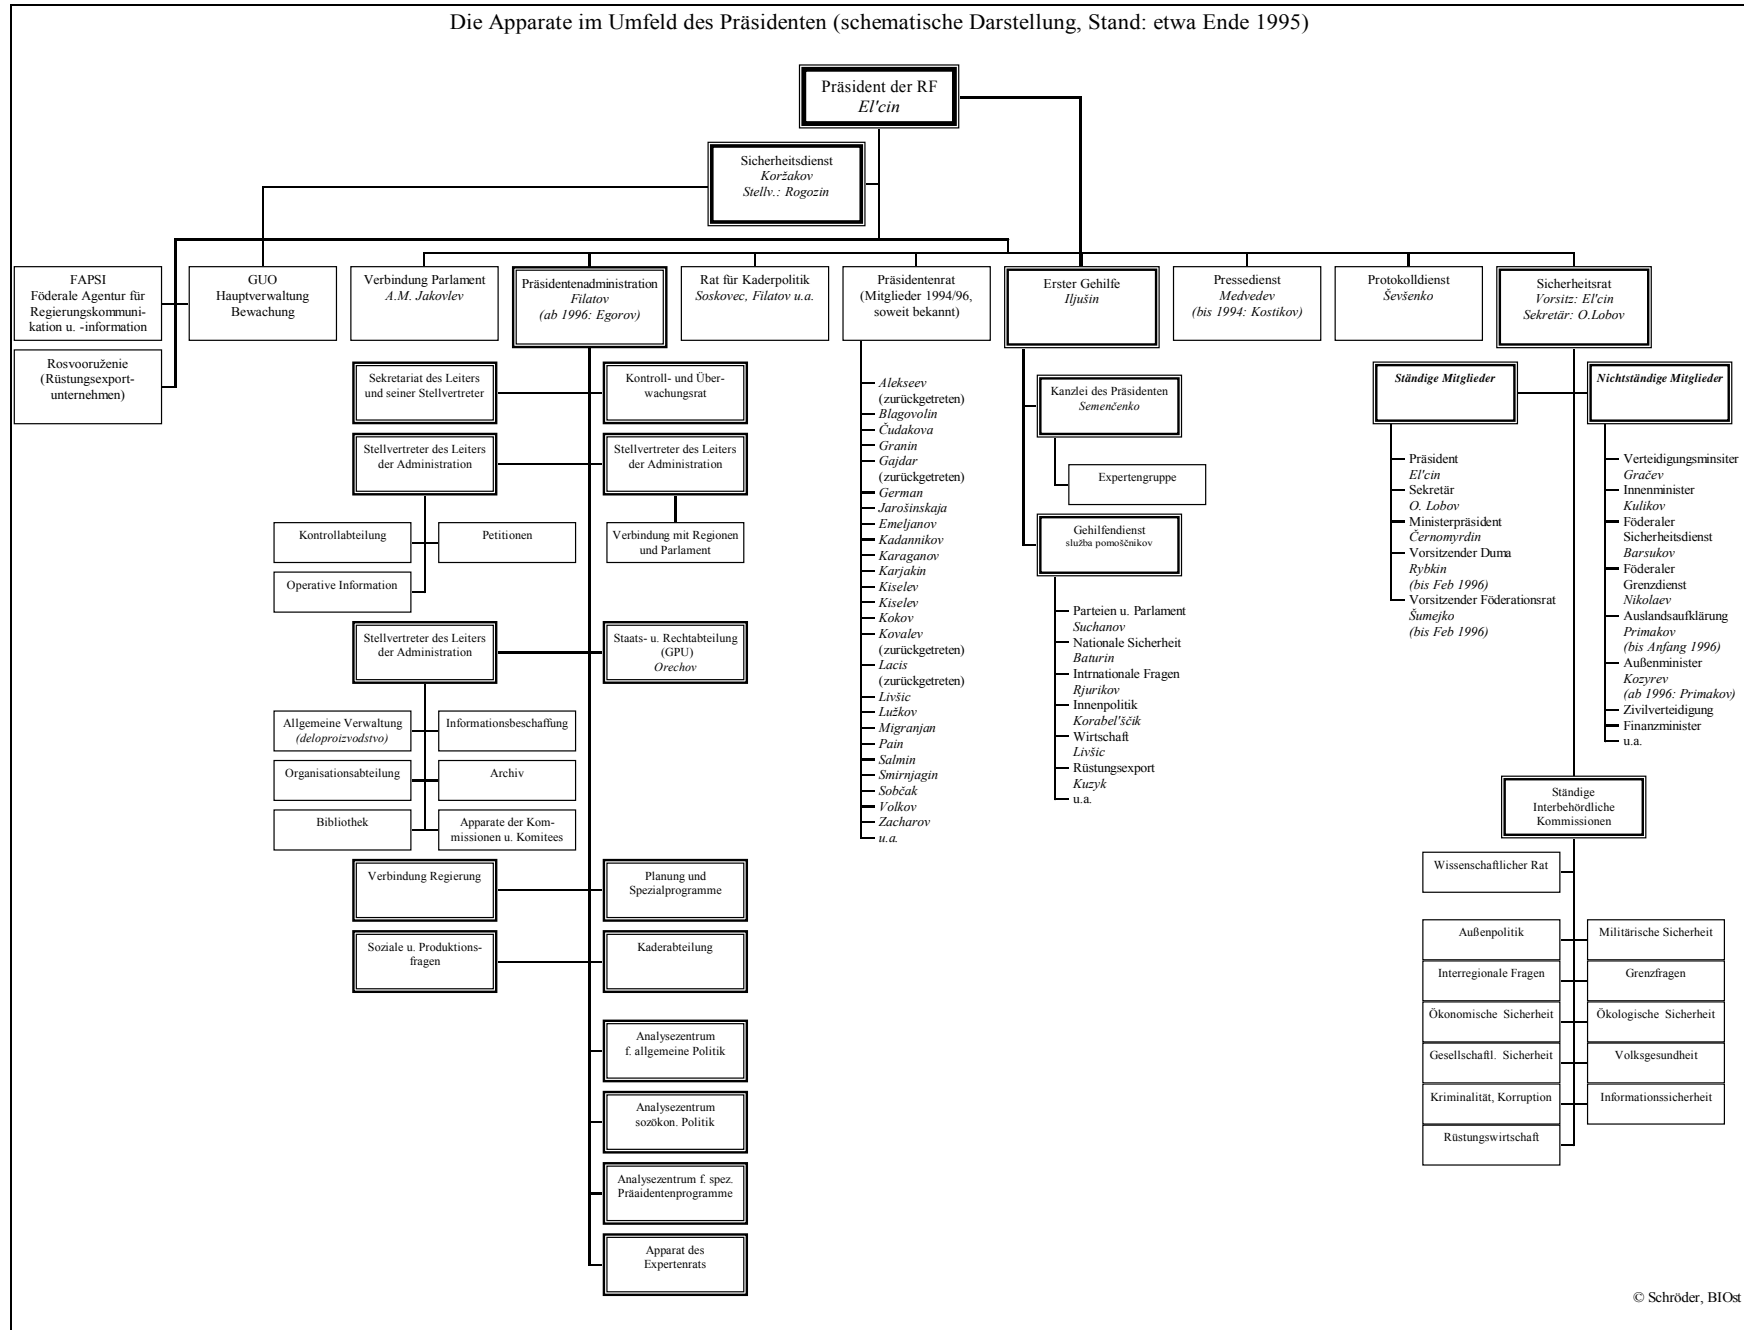 Die Apparate im Umfeld des Präsidenten (schematische Darstellung, Stand: etwa Ende 1995)
Präsident der RF
El'cin
Sicherheitsdienst
Koržakov
Stellv.: Rogozin
FAPSI
Föderale Agentur für
Regierungskommuni-
kation u. -information
GUO
Hauptverwaltung
Bewachung
Verbindung Parlament
A.M. Jakovlev
Präsidentenadministration
Filatov
(ab 1996: Egorov)
Rat für Kaderpolitik
Soskovec, Filatov u.a.
Präsidentenrat
(Mitglieder 1994/96,
soweit bekannt)
Erster Gehilfe
Iljušin
Pressedienst
Medvedev
(bis 1994: Kostikov)
Protokolldienst
Ševšenko
Sicherheitsrat
Vorsitz: El'cin
Sekretär: O.Lobov
Rosvooruženie
(Rüstungsexport-
unternehmen)
Sekretariat des Leiters
und seiner Stellvertreter
Kontroll- und Über-
wachungsrat
Stellvertreter des Leiters
der Administration
Stellvertreter des Leiters
der Administration
Kontrollabteilung
Petitionen
Verbindung mit Regionen
und Parlament
Operative Information
Stellvertreter des Leiters
der Administration
Staats- u. Rechtabteilung
(GPU)
Orechov
Allgemeine Verwaltung
(deloproizvodstvo)
Informationsbeschaffung
Organisationsabteilung
Archiv
Bibliothek
Apparate der Kom-
missionen u. Komitees
Verbindung Regierung
Planung und
Spezialprogramme
Soziale u. Produktions-
fragen
Kaderabteilung
Analysezentrum
f. allgemeine Politik
Analysezentrum
sozökon. Politik
Analysezentrum f. spez.
Präaidentenprogramme
Apparat des
Expertenrats
Alekseev
(zurückgetreten)
Blagovolin
Čudakova
Granin
Gajdar
(zurückgetreten)
German
Jarošinskaja
Emeljanov
Kadannikov
Karaganov
Karjakin
Kiselev
Kiselev
Kokov
Kovalev
(zurückgetreten)
Lacis
(zurückgetreten)
Livšic
Lužkov
Migranjan
Pain
Salmin
Smirnjagin
Sobčak
Volkov
Zacharov
u.a.
Kanzlei des Präsidenten
Semenčenko
Expertengruppe
Gehilfendienst
služba pomoščnikov
Parteien u. Parlament
Suchanov
Nationale Sicherheit
Baturin
Intrnationale Fragen
Rjurikov
Innenpolitik
Korabel'ščik
Wirtschaft
Livšic
Rüstungsexport
Kuzyk
u.a.
Ständige Mitglieder
Nichtständige Mitglieder
Präsident
El'cin
Sekretär
O. Lobov
Ministerpräsident
Černomyrdin
Vorsitzender Duma
Rybkin
(bis Feb 1996)
Vorsitzender Föderationsrat
Šumejko
(bis Feb 1996)
Verteidigungsminsiter
Gračev
Innenminister
Kulikov
Föderaler
Sicherheitsdienst
Barsukov
Föderaler
Grenzdienst
Nikolaev
Auslandsaufklärung
Primakov
(bis Anfang 1996)
Außenminister
Kozyrev
(ab 1996: Primakov)
Zivilverteidigung
Finanzminister
u.a.
Ständige
Interbehördliche
Kommissionen
Wissenschaftlicher Rat
Außenpolitik
Militärische Sicherheit
Interregionale Fragen
Grenzfragen
Ökonomische Sicherheit
Ökologische Sicherheit
Gesellschaftl. Sicherheit
Volksgesundheit
Kriminalität, Korruption
Informationssicherheit
Rüstungswirtschaft
© Schröder, BIOst